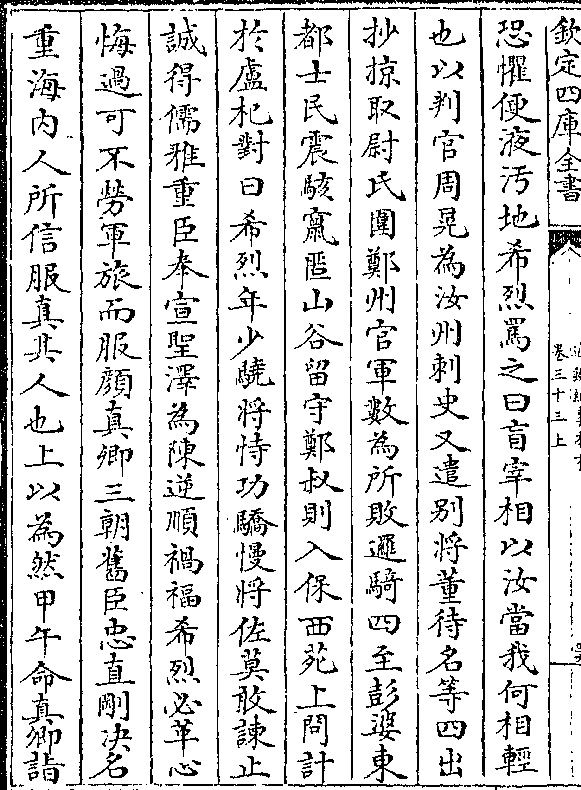 欽定四庫全書
卷三十三上
恐懼便液汚地希烈罵之曰盲宰相以汝當我何相輕
也以判官周晃為汝州刺史又遣别將董待名等四出
抄掠取尉氏圍鄭州官軍數為所敗邏騎四至彭婆東
都士民震駭竄匿山谷留守鄭叔則入保西苑上問計
於盧杞對曰希烈年少驍將恃功驕慢將佐莫敢諫止
誠得儒雅重臣奉宣聖澤為陳逆順禍福希烈必革心
悔過可不勞軍旅而服顔真卿三朝舊臣忠直剛决名
重海内人所信服真其人也上以為然甲午命真卿詣